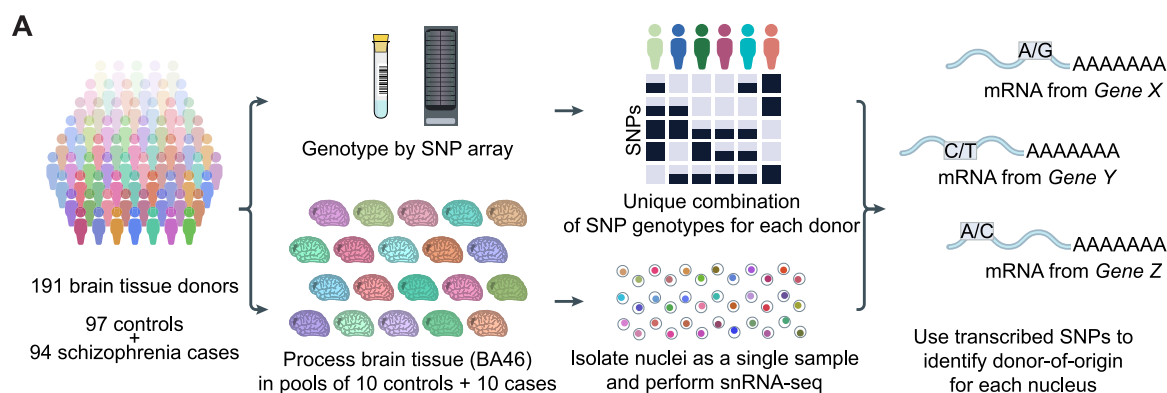 A
191 brain tissue donors
97 controls
+
94 schizophrenia cases
Genotype by SNP array
Process brain tissue (BA46)
in pools of 10 controls + 10 cases
SNPs
Unique combination
of SNP genotypes for each donor
Isolate nuclei as a single sample
and perform snRNA-seq
A/G
AAAAAAA
mRNA from Gene X
C/T
AAAAAAA
mRNA from Gene Y
A/C
AAAAAAA
mRNA from Gene Z
Use transcribed SNPs to
identify donor-of-origin
for each nucleus